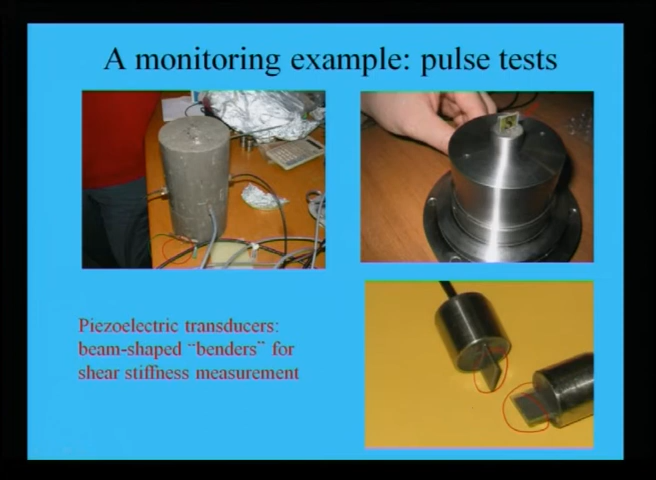 A monitoring example: pulse tests
Piezoelectric transducers:
beam-shaped ¨benders¨ for
shear stiffness measurement